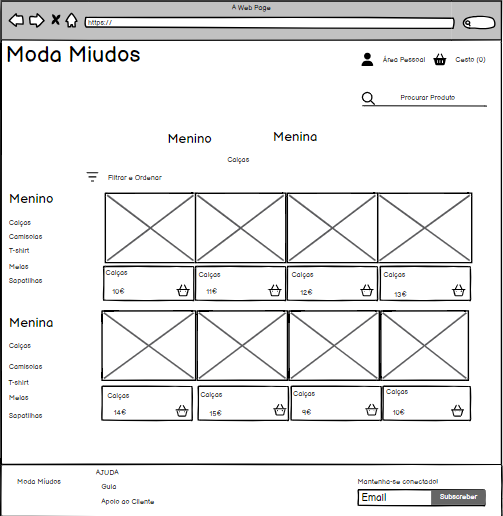 A Web Page
https://
Moda Miudos
Área Pessoal
Cesto (0)
Procurar Produto
Menino
Menina
Calças
Filtrar e Ordenar
Menino
Calças
Camisolas
T-shirt
Meias
Sapatilhas
Calças
10€
Calças
11€
Calças
12€
Calças
13€
Menina
Calças
Camisolas
T-shirt
Meias
Sapatilhas
Calças
14€
Calças
15€
Calças
9€
Calças
10€
Moda Miudos
AJUDA
Guia
Apoio ao Cliente
Mantenha-se conectado!
Email
Subscreber